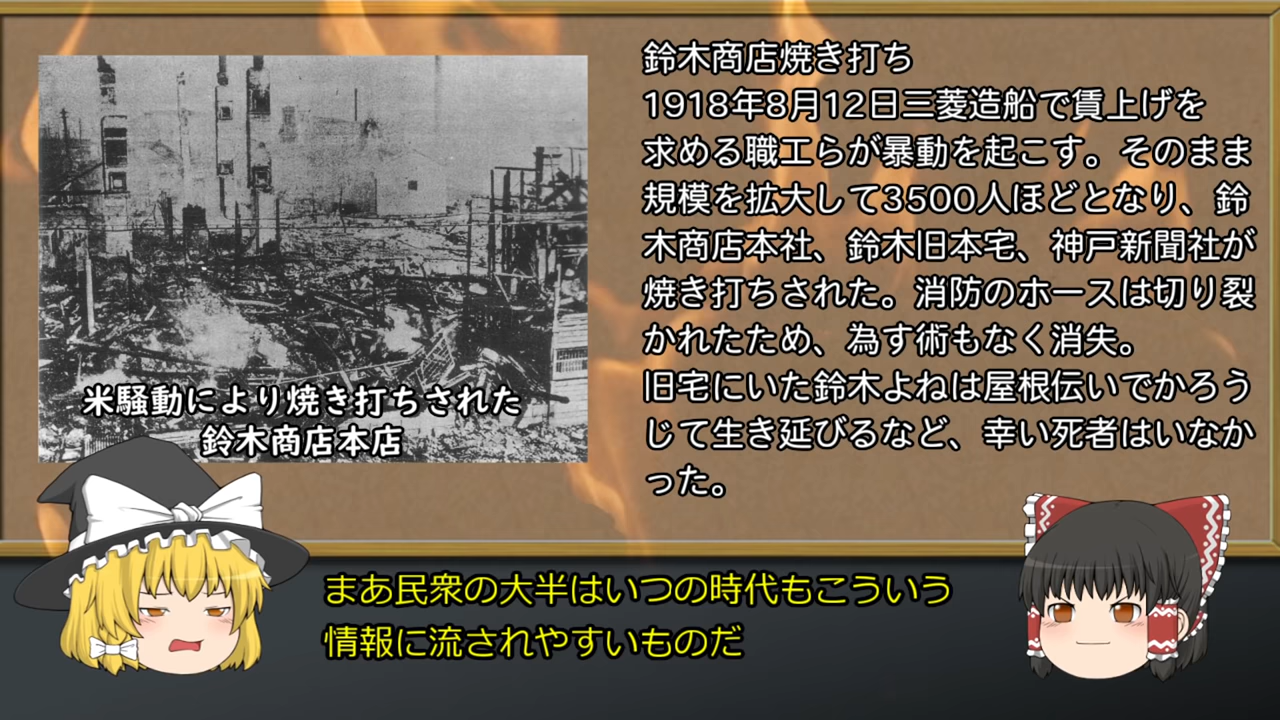 鈴木商店焼き打ち
1918年8月12日三菱造船で賃上げを
求める職工らが暴動を起こす。そのまま
規模を拡大して3500人ほどとなり、鈴
木商店本社、鈴木旧本宅、神戸新聞社が
焼き打ちされた。消防のホースは切り裂
かれたため、為す術もなく消失。
旧宅にいた鈴木よねは屋根伝いでかろう
じて生き延びるなど、幸い死者はいなか
った。
米騒動により焼き打ちされた
鈴木商店本店
まあ民衆の大半はいつの時代もこういう
情報に流されやすいものだ